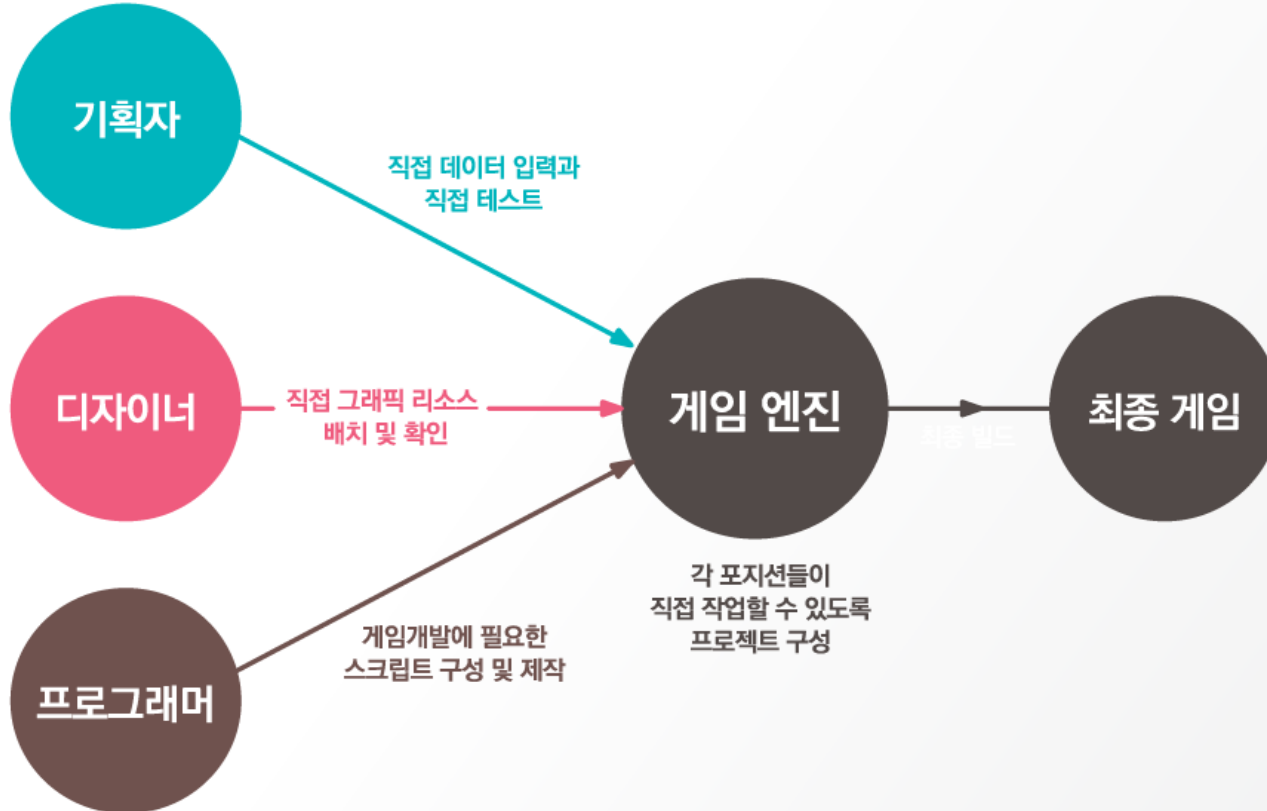 기획자
직접 데이터 입력과
직접 테스트
디자이너
직접 그래픽 리소스
배치 및 확인
프로그래머
게임개발에 필요한
스크립트 구성 및 제작
게임 엔진
각 포지션들이
직접 작업할 수 있도록
프로젝트 구성
최종 빌드
최종 게임